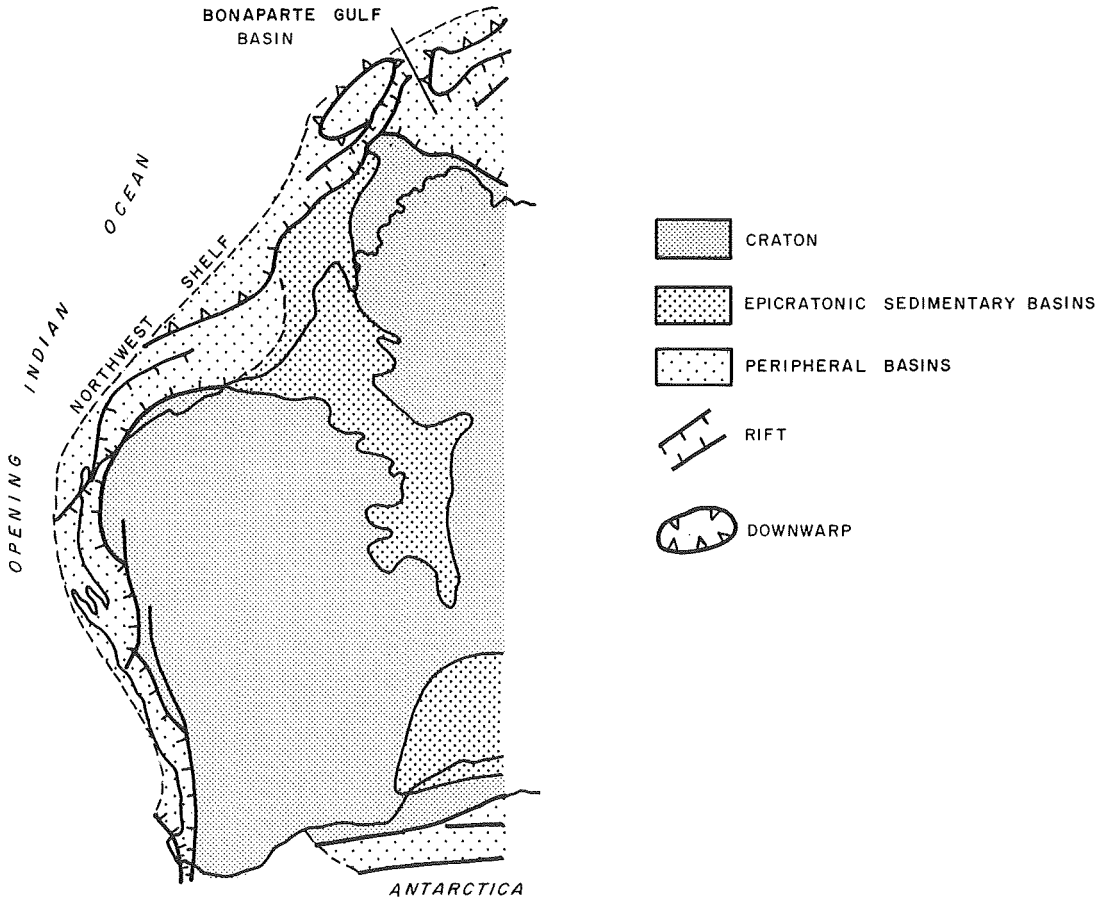 BONAPARTE GULF
BASIN
OPENING INDIAN OCEAN
NORTHWEST SHELF
ANTARCTICA
CRATON
EPICRATONIC SEDIMENTARY BASINS
PERIPHERAL BASINS
RIFT
DOWNWARP